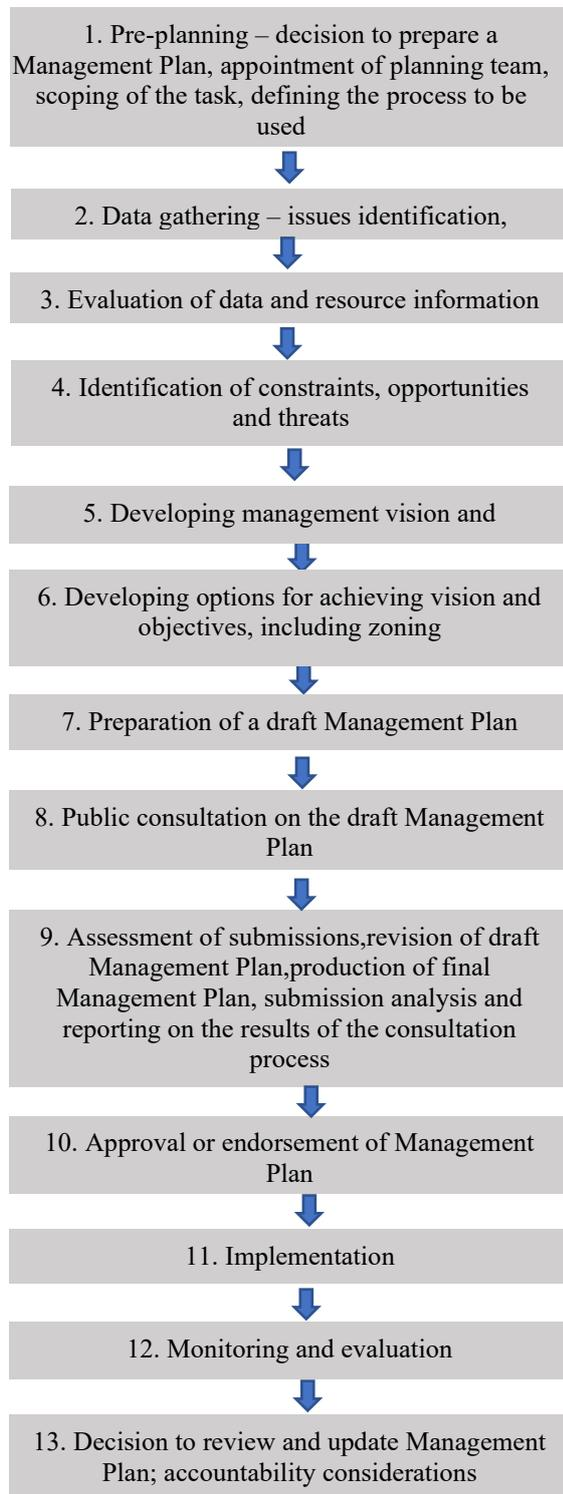 1. Pre-planning – decision to prepare a
Management Plan, appointment of planning team,
scoping of the task, defining the process to be
used
2. Data gathering – issues identification,
3. Evaluation of data and resource information
4. Identification of constraints, opportunities
and threats
5. Developing management vision and
6. Developing options for achieving vision and
objectives, including zoning
7. Preparation of a draft Management Plan
8. Public consultation on the draft Management
Plan
9. Assessment of submissions,revision of draft
Management Plan,production of final
Management Plan, submission analysis and
reporting on the results of the consultation
process
10. Approval or endorsement of Management
Plan
11. Implementation
12. Monitoring and evaluation
13. Decision to review and update Management
Plan; accountability considerations